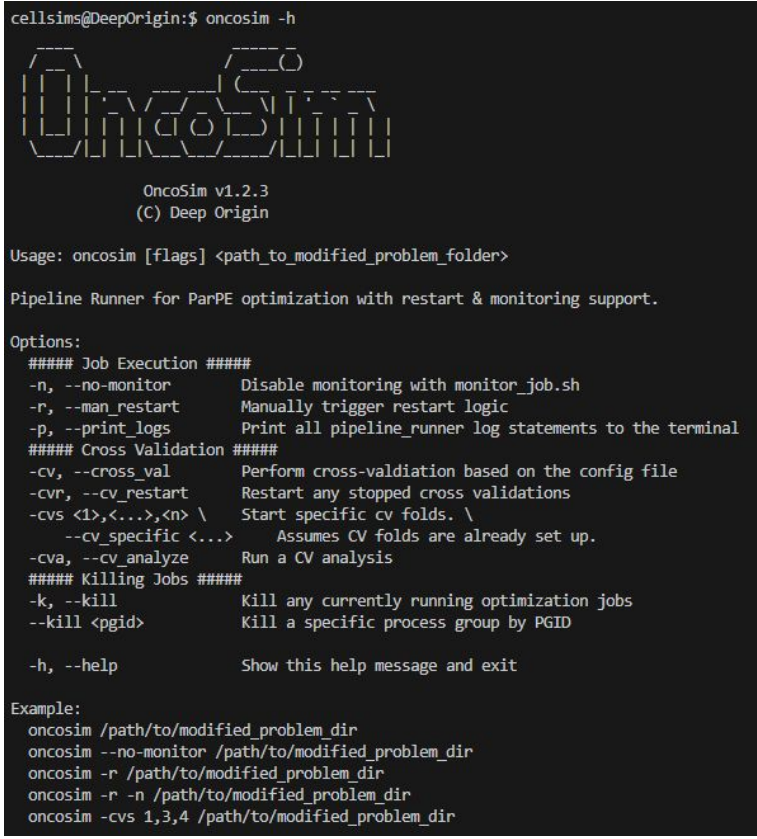 cellsims@DeepOrigin:$ oncosim -h
OncoSim
OncoSim v1.2.3
(C) Deep Origin
Usage: oncosim [flags] <path_to_modified_problem_folder>
Pipeline Runner for ParPE optimization with restart & monitoring support.
Options:
##### Job Execution #####
-n, --no-monitor Disable monitoring with monitor_job.sh
-r, --man_restart Manually trigger restart logic
-p, --print_logs Print all pipeline_runner log statements to the terminal
##### Cross Validation #####
-cv, --cross_val Perform cross-valdiation based on the config file
-cvr, --cv_restart Restart any stopped cross validations
-cvs <1>,<...>,<n> \ Start specific cv folds. \
--cv_specific <...> Assumes CV folds are already set up.
-cva, --cv_analyze Run a CV analysis
##### Killing Jobs #####
-k, --kill Kill any currently running optimization jobs
--kill <pgid> Kill a specific process group by PGID
-h, --help Show this help message and exit
Example:
oncosim /path/to/modified_problem_dir
oncosim --no-monitor /path/to/modified_problem_dir
oncosim -r /path/to/modified_problem_dir
oncosim -r -n /path/to/modified_problem_dir
oncosim -cvs 1,3,4 /path/to/modified_problem_dir